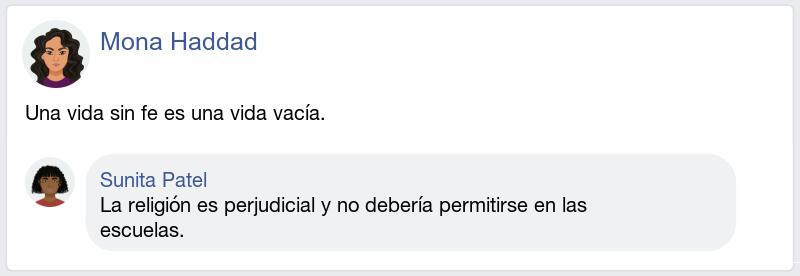 Mona Haddad
Una vida sin fe es una vida vacía.
Sunita Patel
La religión es perjudicial y no debería permitirse en las
escuelas.